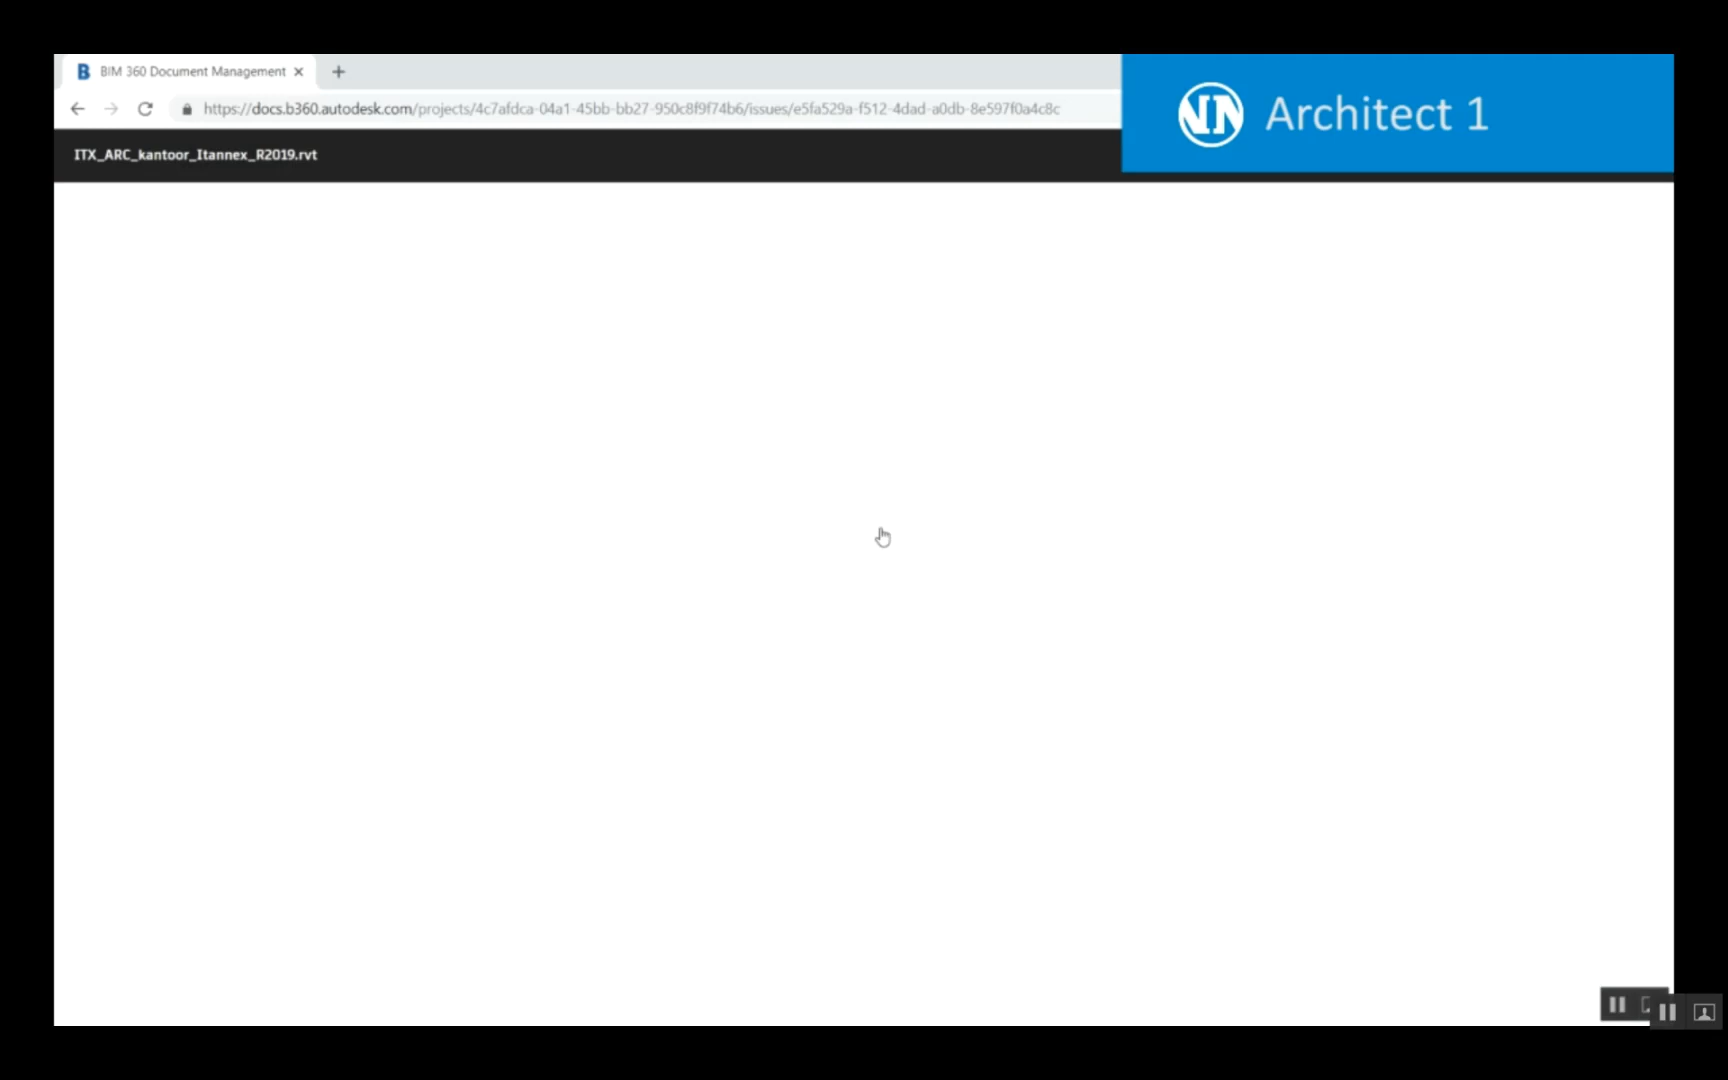 BIM 360 Document Management
https://docs.b360.autodesk.com/projects/4c7afdca-04a1-45bb-bb27-950c8f9f74b6/issues/e5fa529a-f512-4dad-a0db-8e597f0a4c8c
Architect 1
ITX_ARC_kantoor_Itannex_R2019.rvt